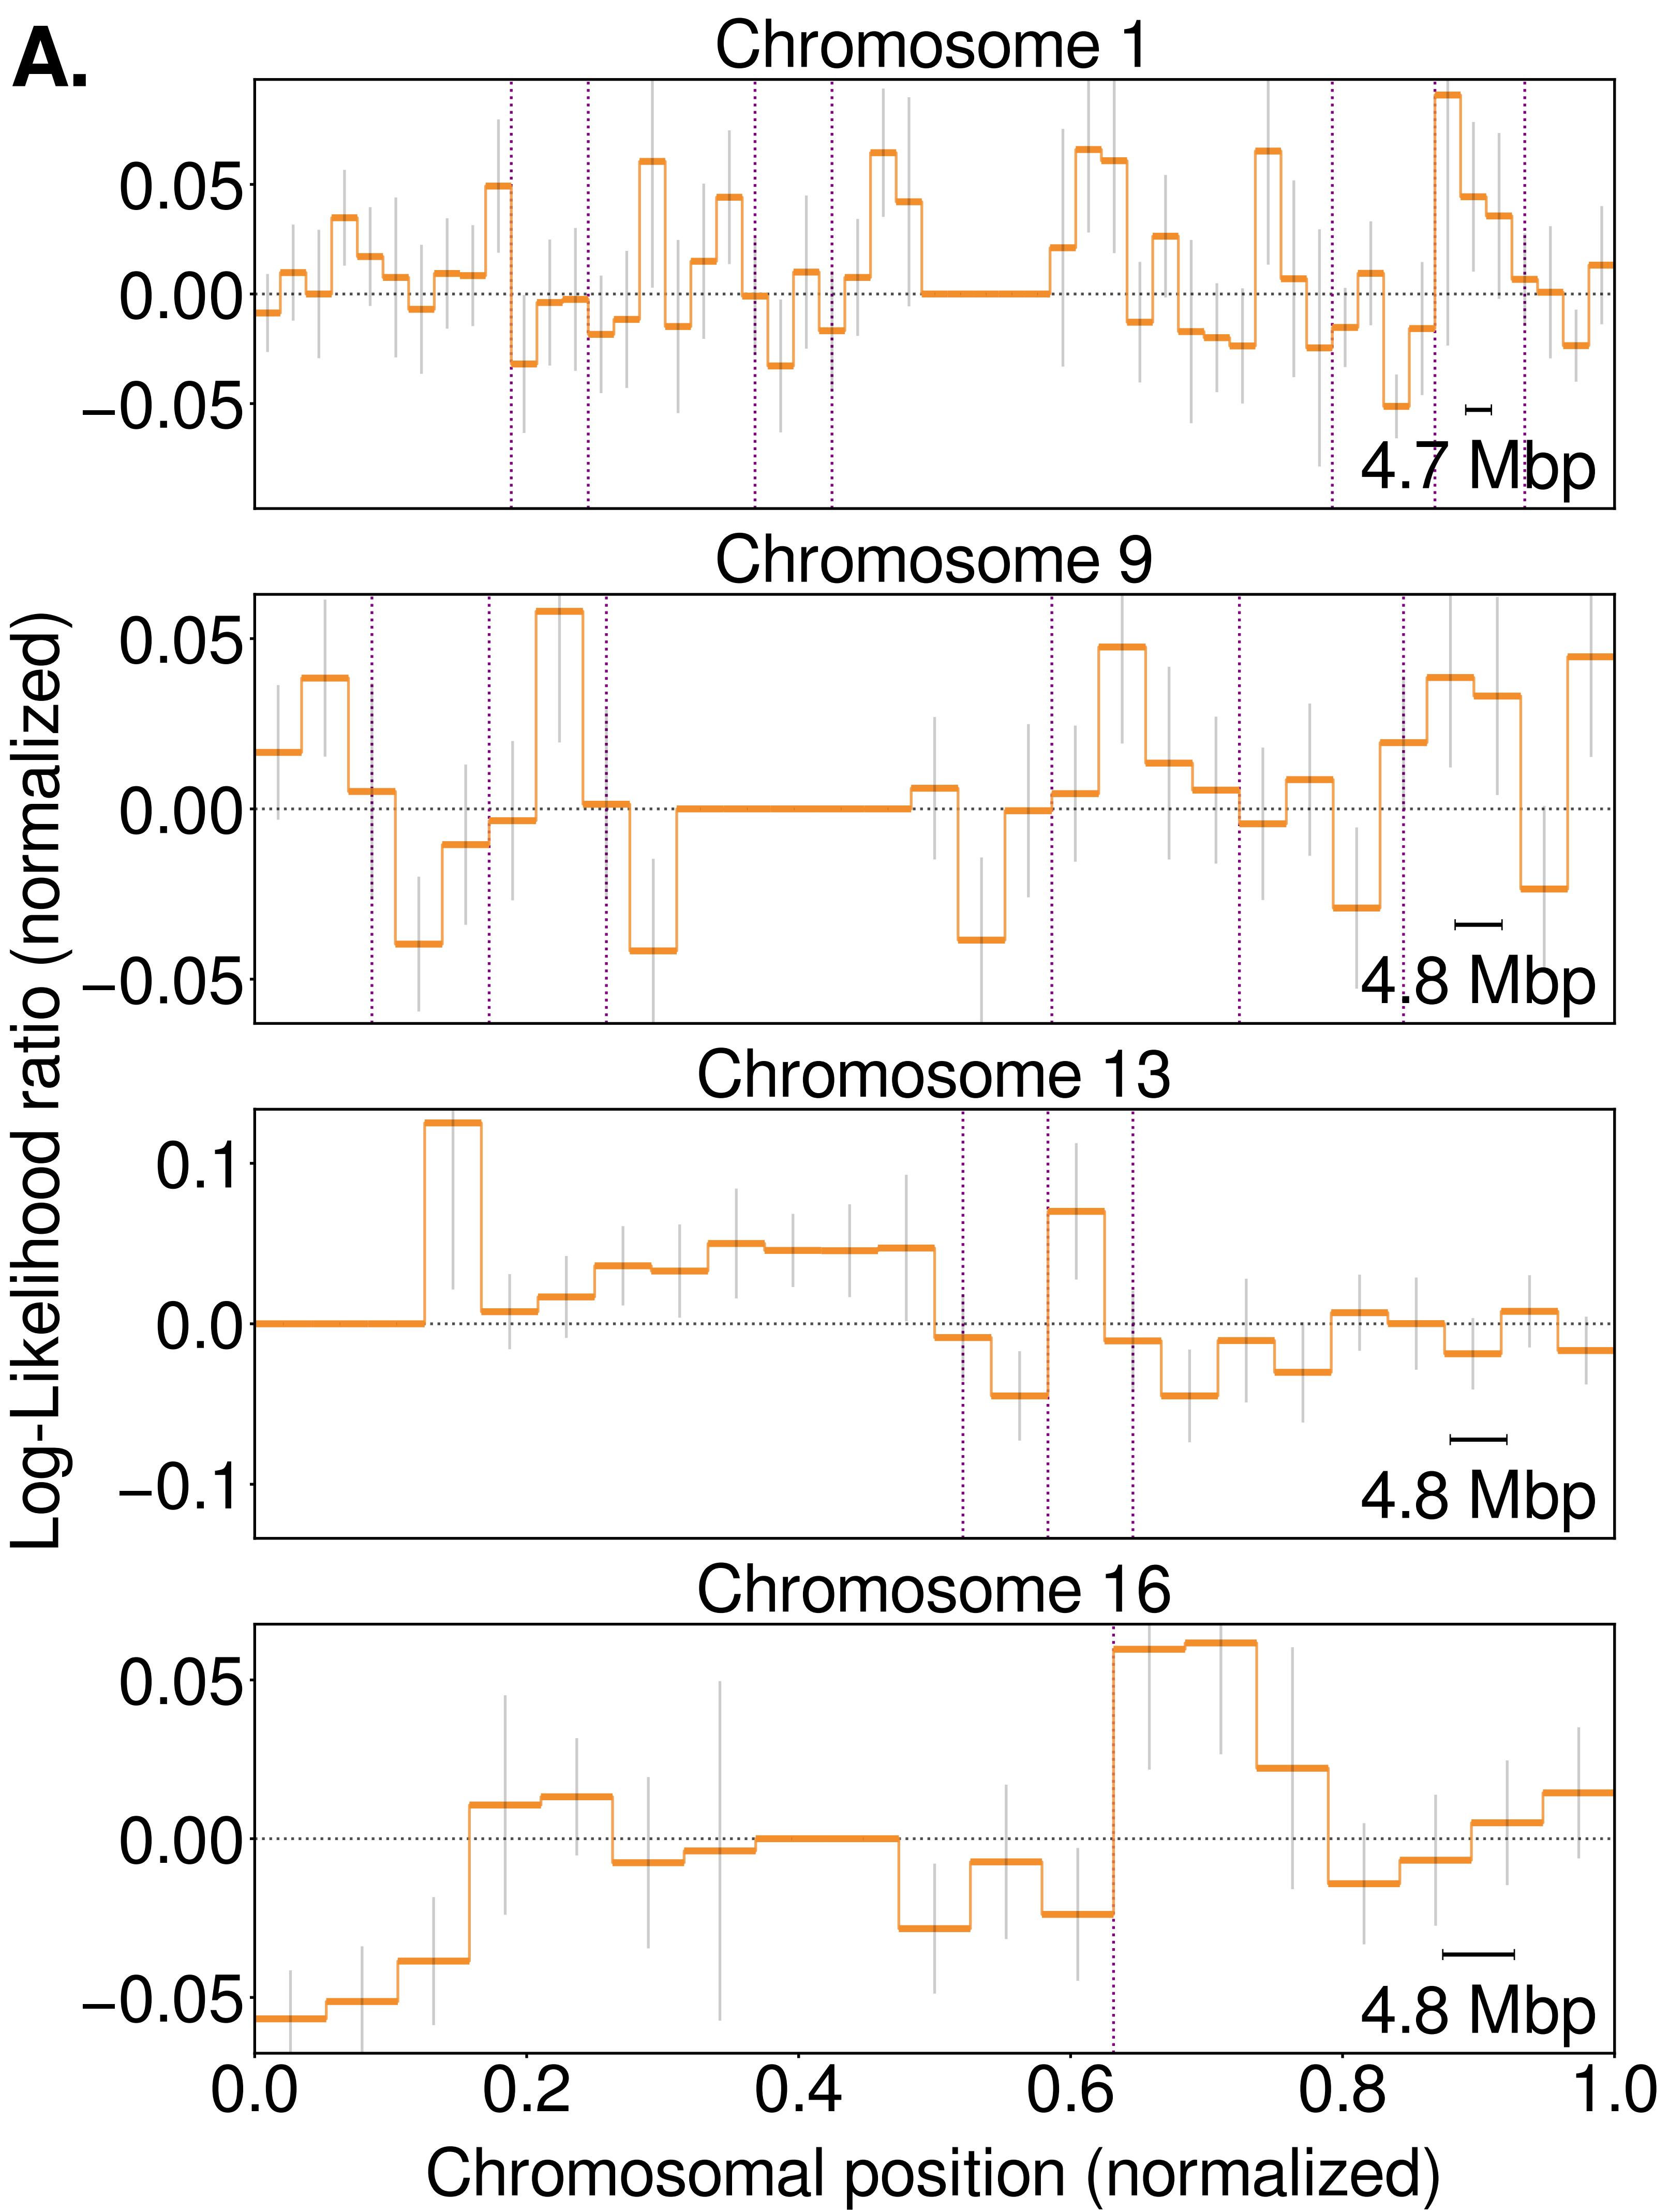 A.
Chromosome 1
0.05
0.00
−0.05
4.7 Mbp
Chromosome 9
0.05
0.00
−0.05
4.8 Mbp
Chromosome 13
0.1
0.0
−0.1
4.8 Mbp
Chromosome 16
0.05
0.00
−0.05
4.8 Mbp
0.0 0.2 0.4 0.6 0.8 1.0
Chromosomal position (normalized)
Log-Likelihood ratio (normalized)